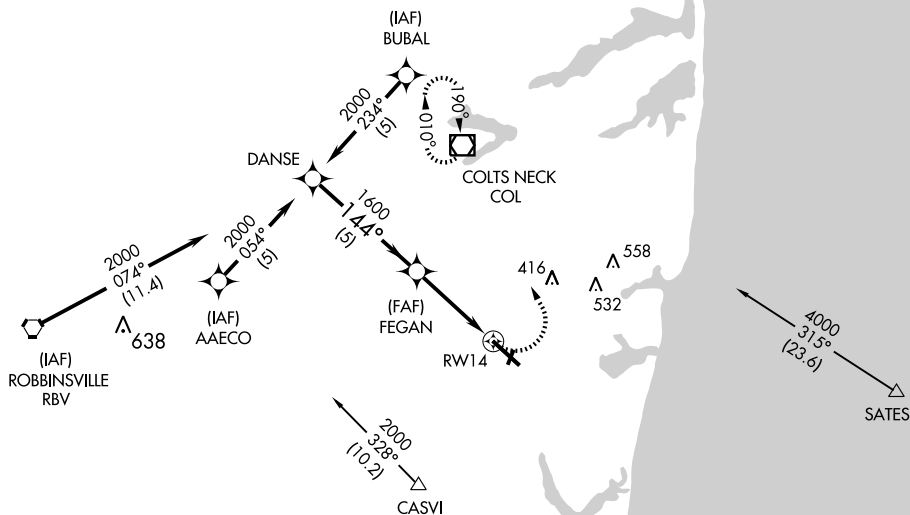 (IAF)
BUBAL
2000
234°
(5)
190°
010°
DANSE
COLTS NECK
COL
1600
144°
(5)
2000
054°
(5)
2000
074°
(11.4)
416
558
532
(FAF)
FEGAN
4000
315°
(23.6)
638
(IAF)
AAECO
(IAF)
ROBBINSVILLE
RBV
RW14
SATES
2000
328°
(10.2)
CASVI